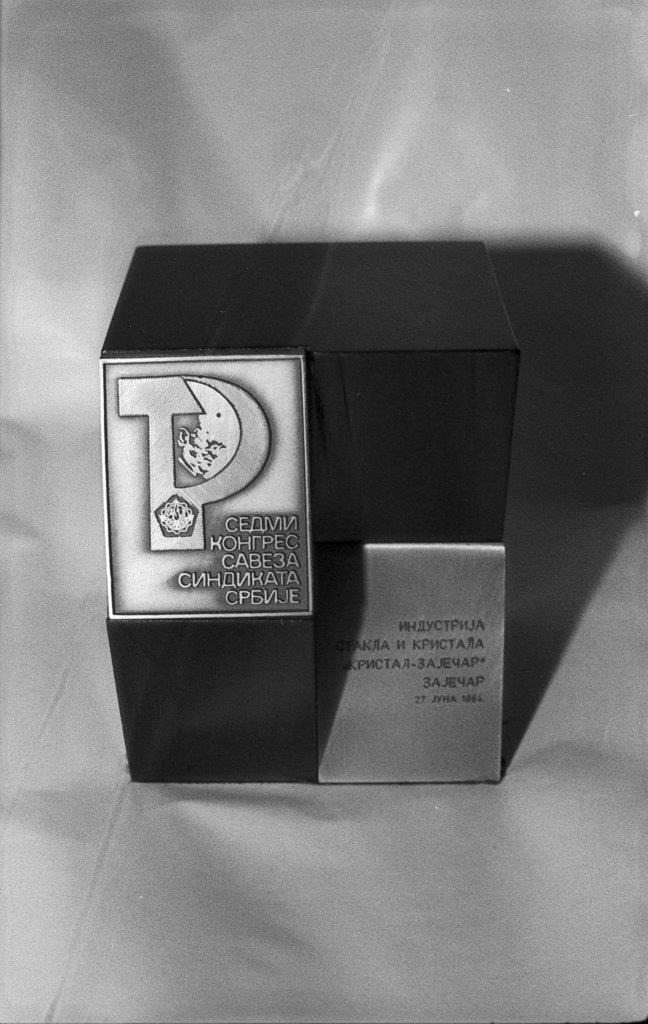 СЕДМИ
КОНГРЕС
САВЕЗА
СИНДИКАТА
СРБИЈЕ
ИНДУСТРИЈА
СТАКЛА И КРИСТАЛА
"КРИСТАЛ-ЗАЈЕЧАР"
ЗАЈЕЧАР
27. ЈУНА